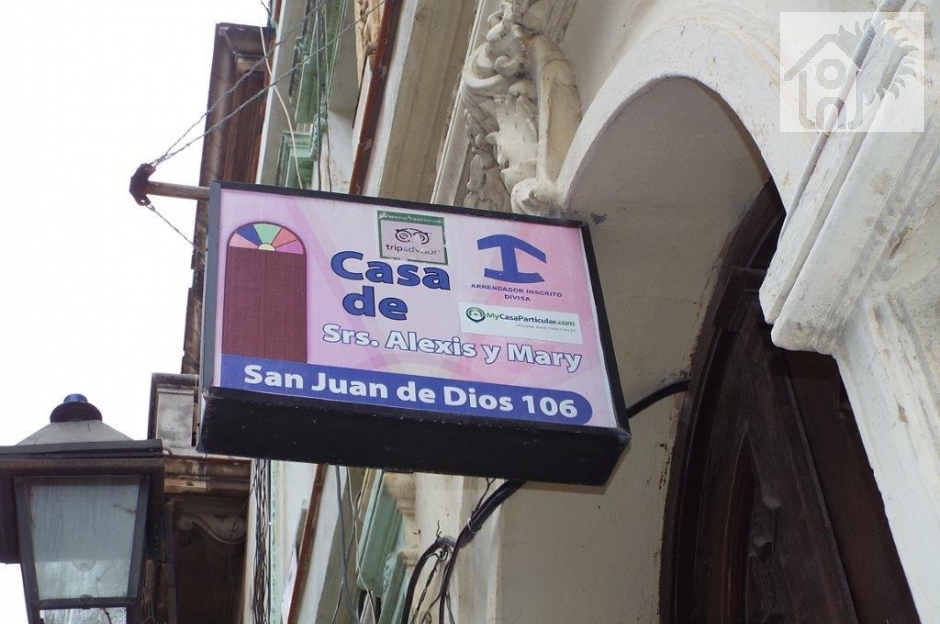 tripadvisor
Casa
de
Srs. Alexis y Mary
San Juan de Dios 106
ARRENDADOR INSCRITO
DIVISA
MyCasaParticular.com